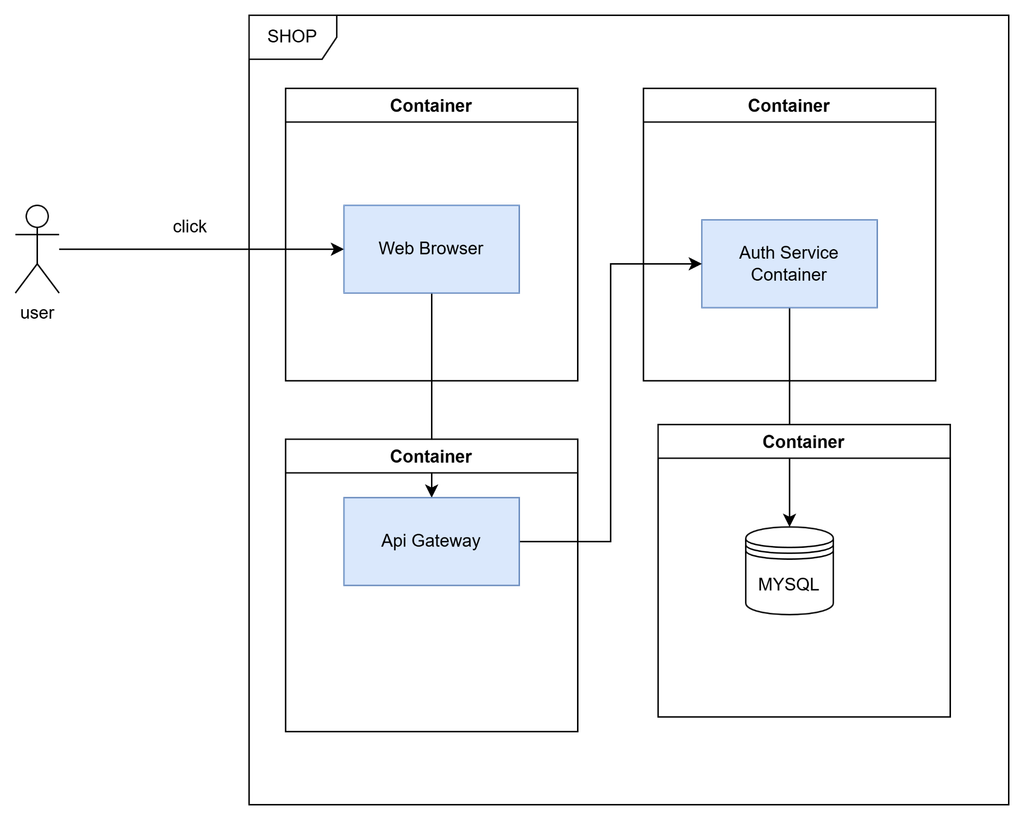 SHOP
Container
Container
click
Web Browser
Auth Service
Container
user
Container
Container
Api Gateway
MYSQL